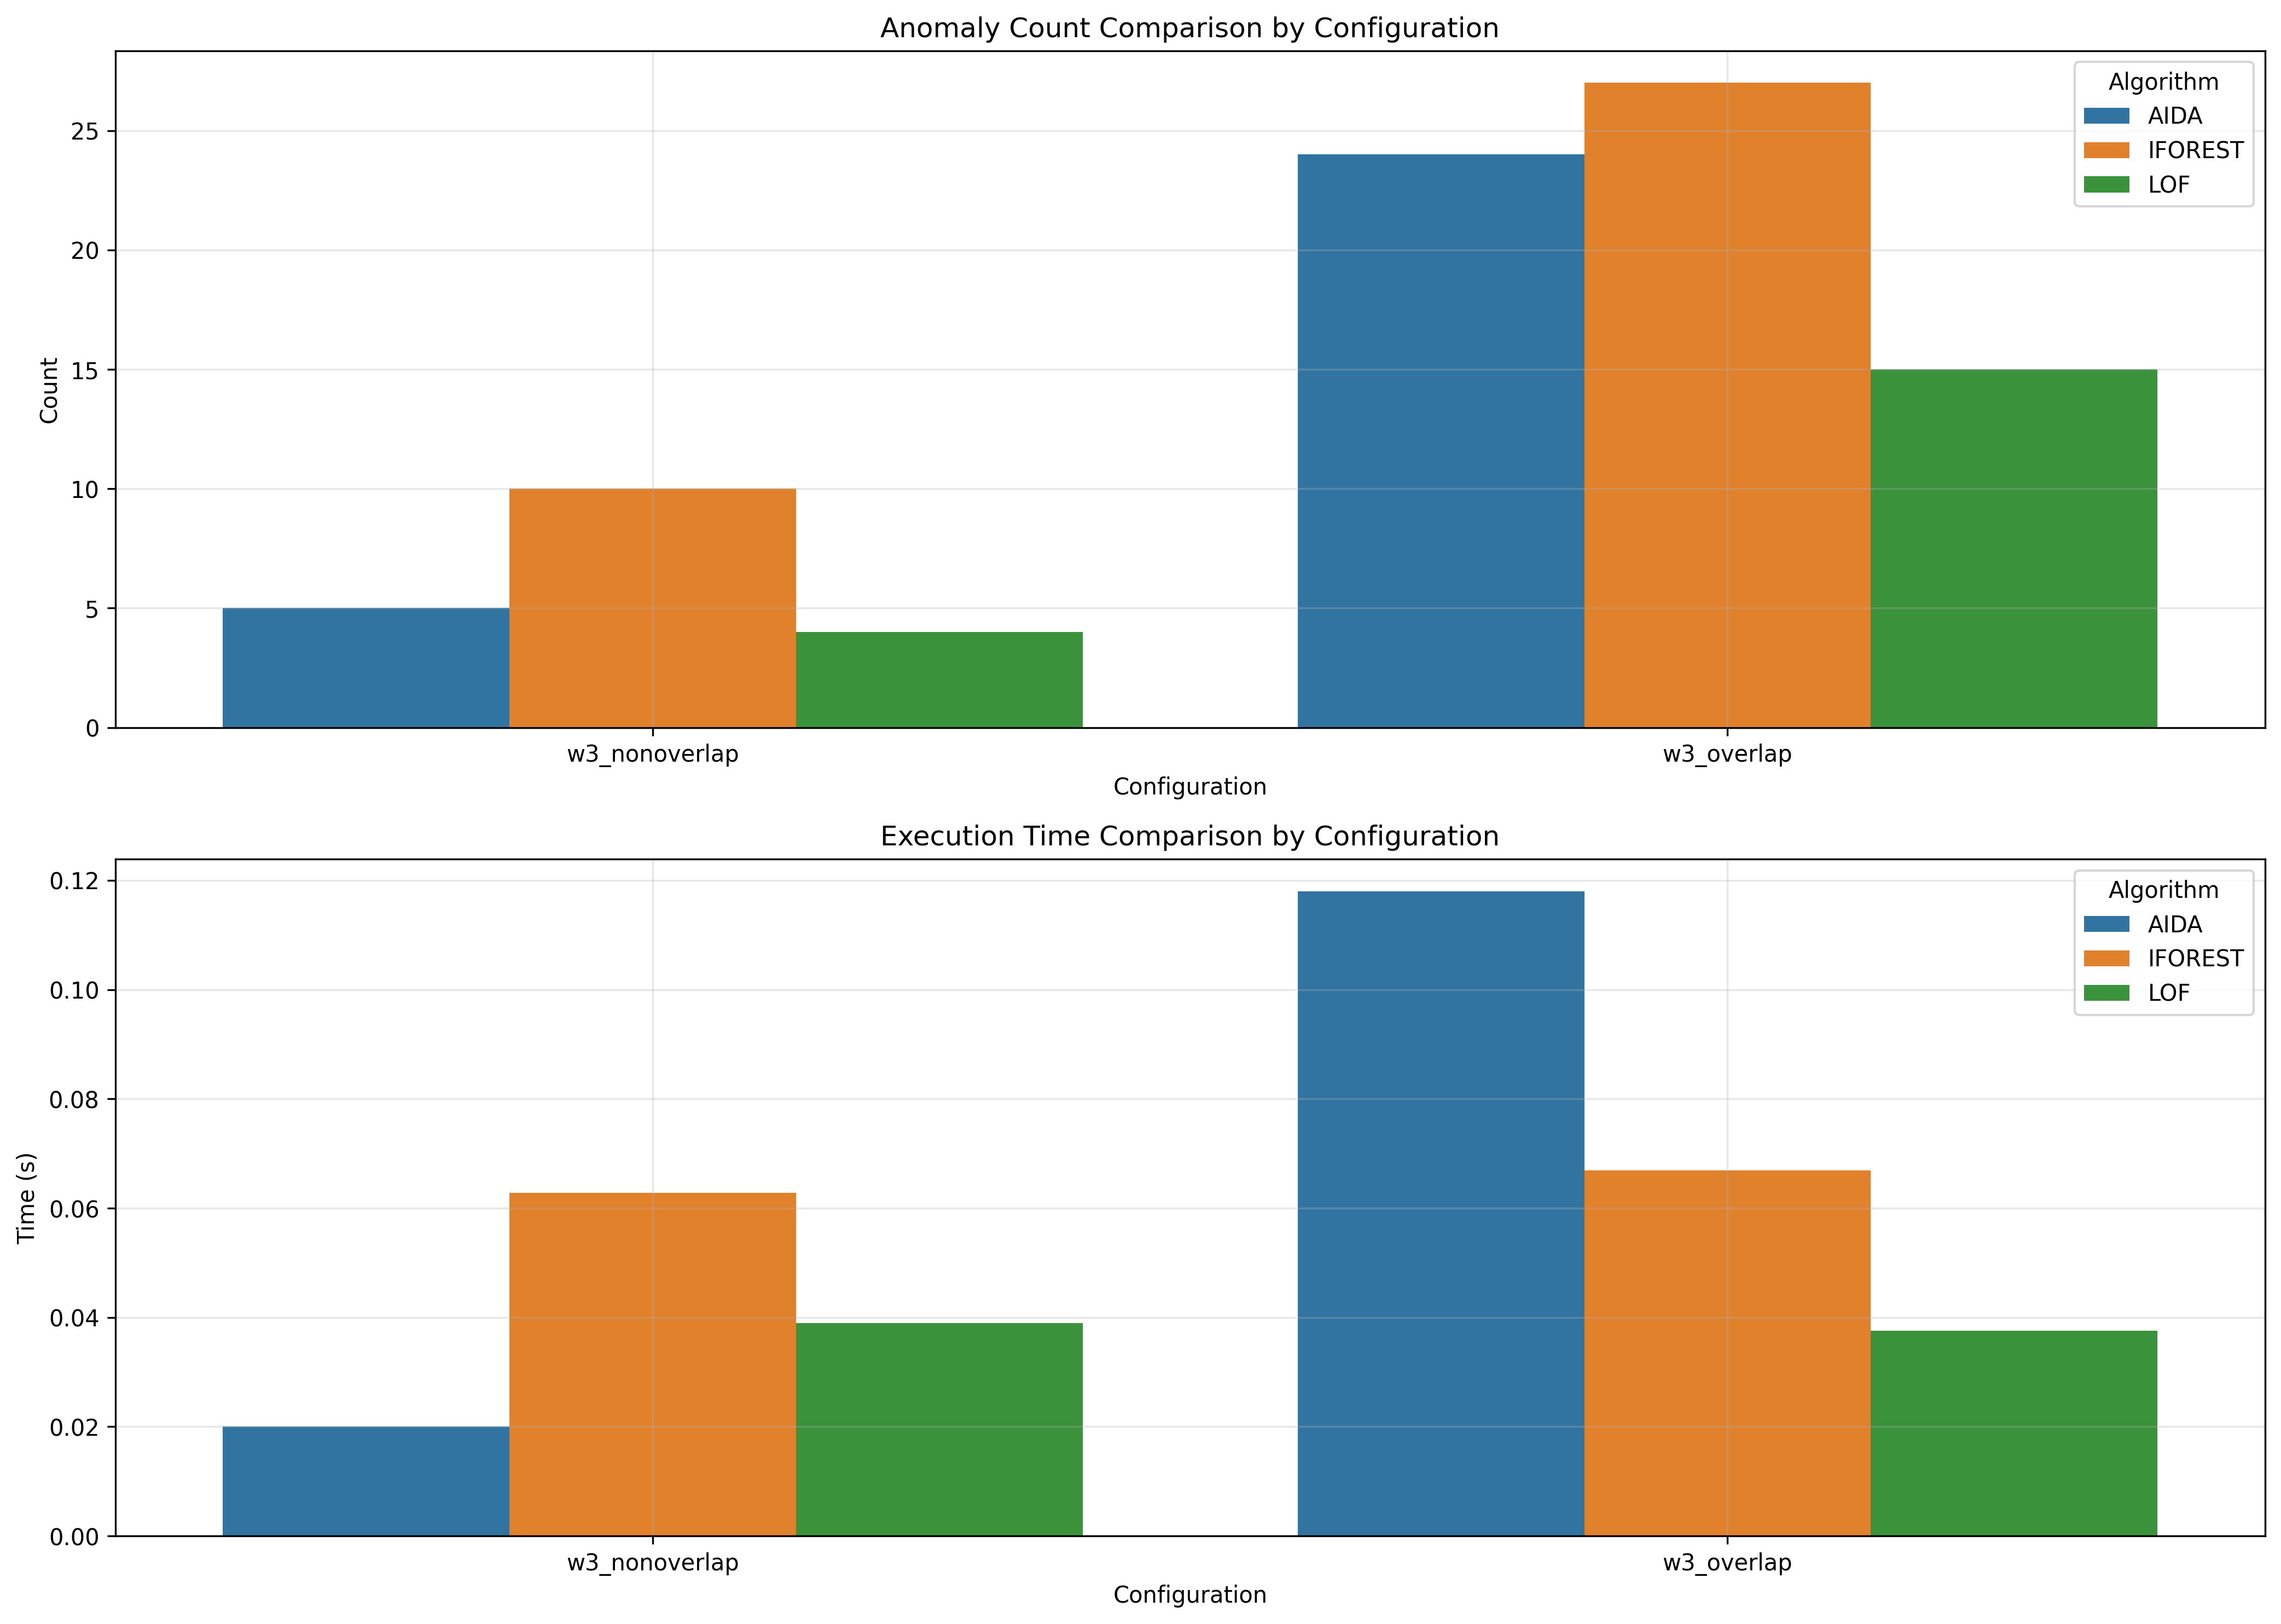 Anomaly Count Comparison by Configuration
Algorithm
AIDA
IFOREST
LOF
Count
25
20
15
10
5
0
w3_nonoverlap
w3_overlap
Configuration
Execution Time Comparison by Configuration
Algorithm
AIDA
IFOREST
LOF
Time (s)
0.12
0.10
0.08
0.06
0.04
0.02
0.00
w3_nonoverlap
w3_overlap
Configuration